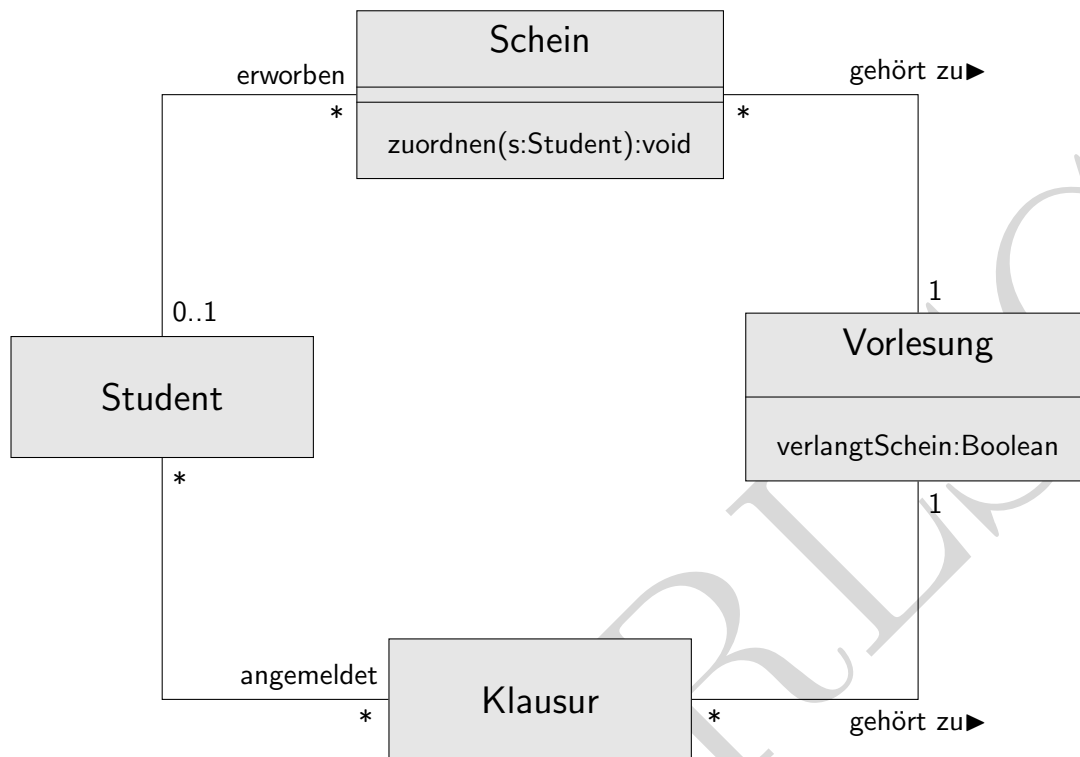 Schein
erworben
gehört zu▶
*
*
zuordnen(s:Student):void
0..1
1
Student
Vorlesung
verlangtSchein:Boolean
*
1
angemeldet
Klausur
*
*
gehört zu▶